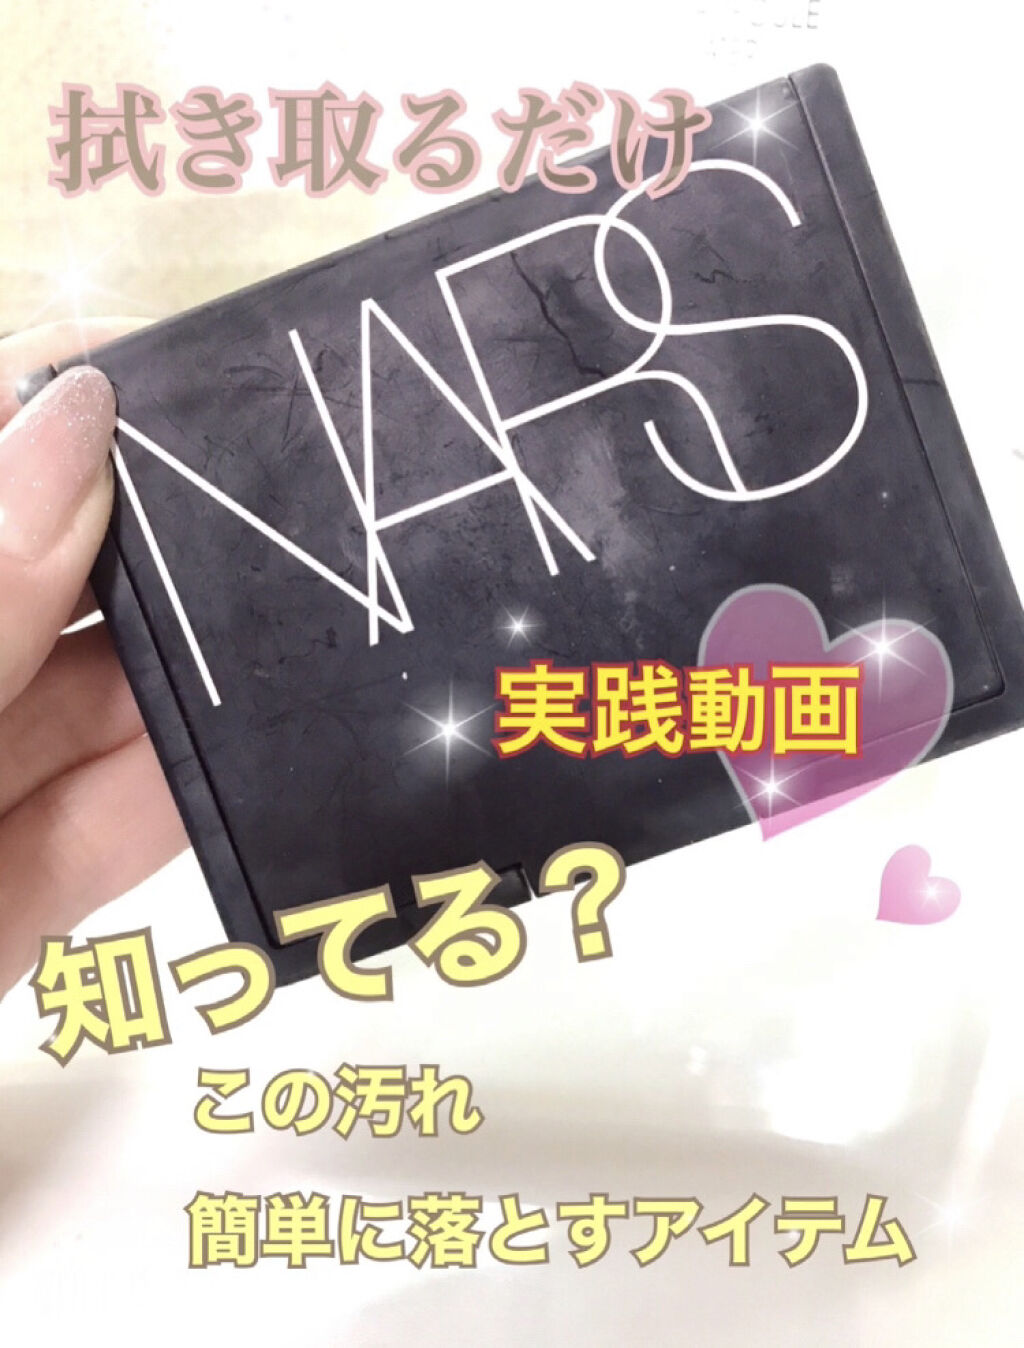 拭き取るだけ
NARS
実践動画
知ってる?
この汚れ
簡単に落とすアイテム